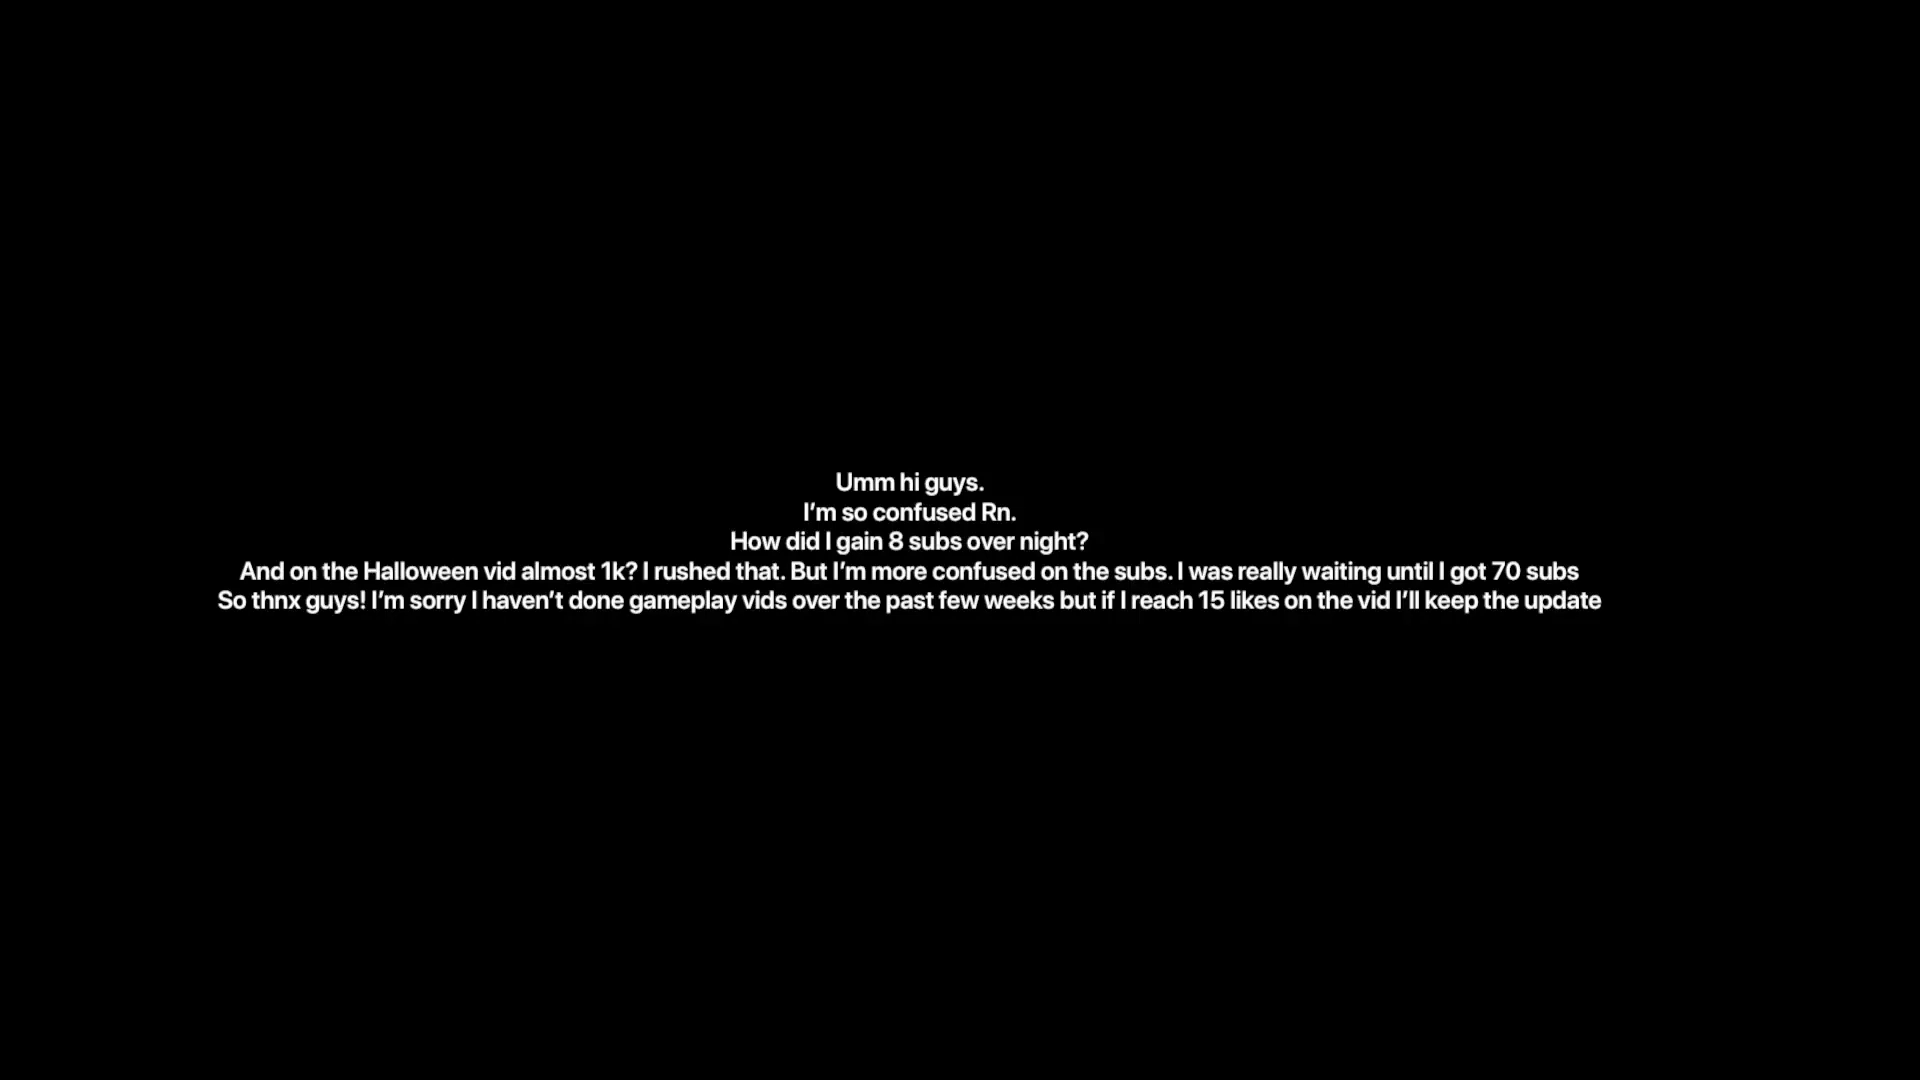 Umm hi guys.
I’m so confused Rn.
How did I gain 8 subs over night?
And on the Halloween vid almost 1k? I rushed that. But I’m more confused on the subs. I was really waiting until I got 70 subs
So thnx guys! I’m sorry I haven’t done gameplay vids over the past few weeks but if I reach 15 likes on the vid I’ll keep the update